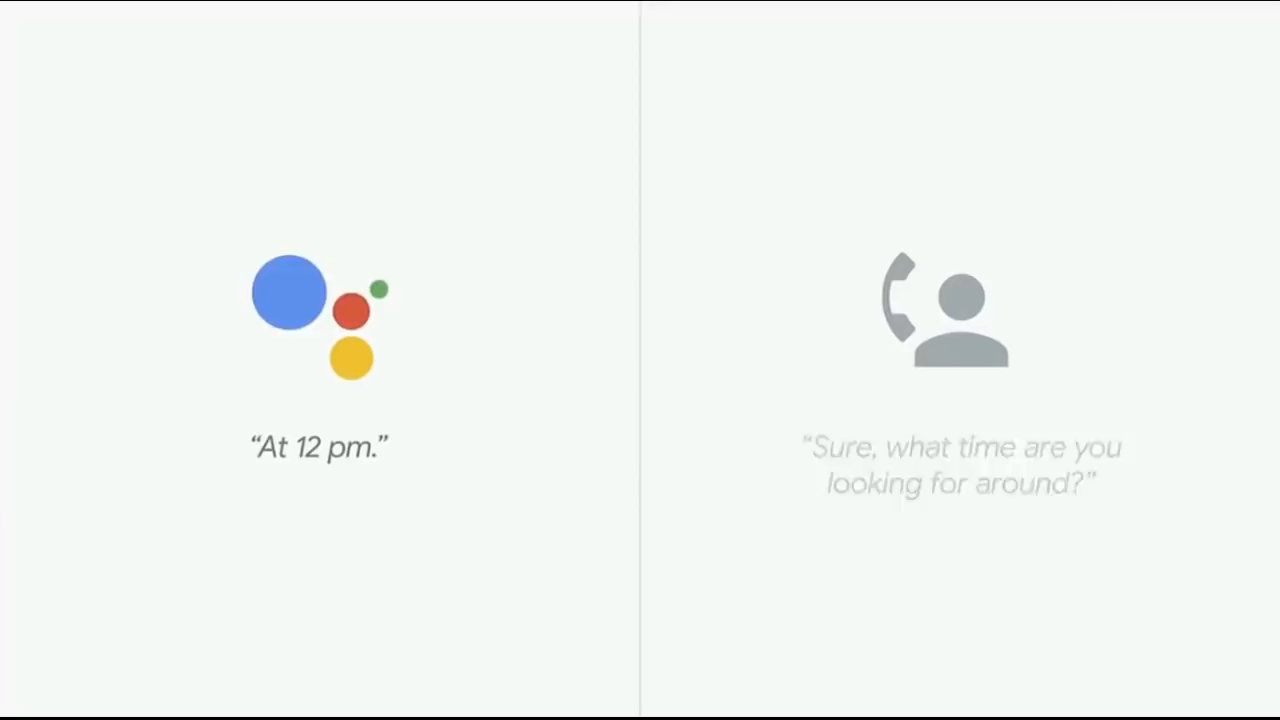 “At 12 pm.”
“Sure, what time are you
looking for around?”